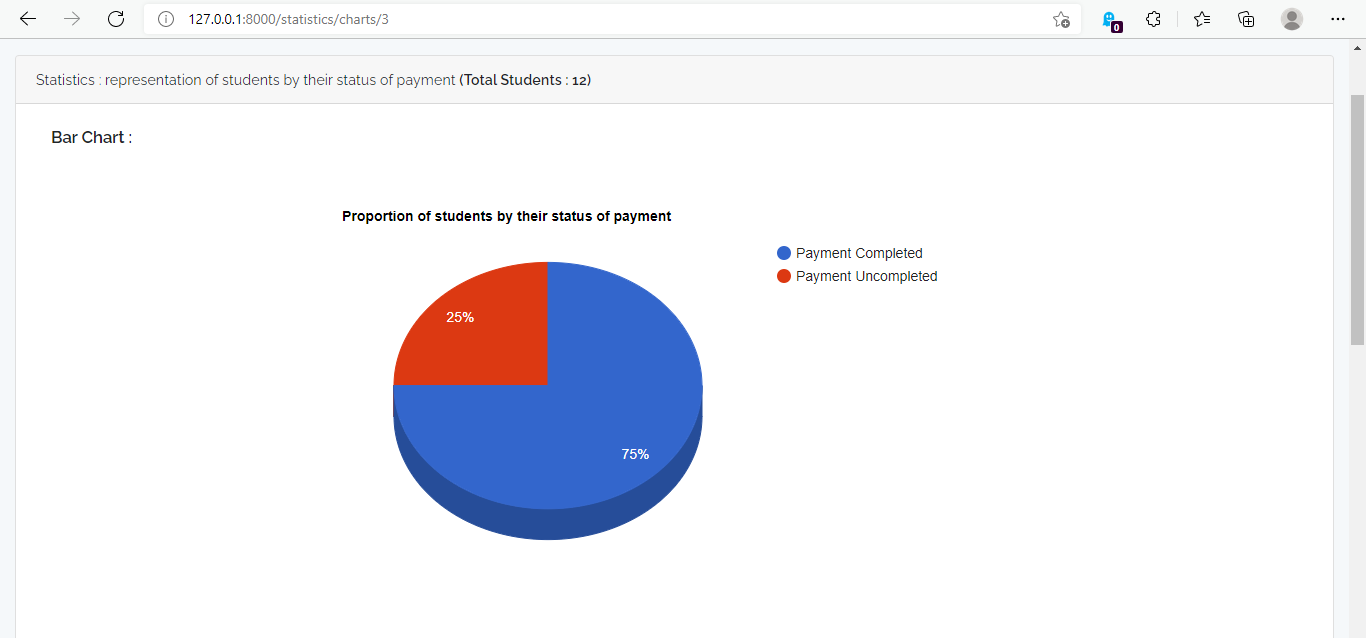 127.0.0.1:8000/statistics/charts/3
0
Statistics : representation of students by their status of payment (Total Students : 12)
Bar Chart :
Proportion of students by their status of payment
Payment Completed
Payment Uncompleted
25%
75%